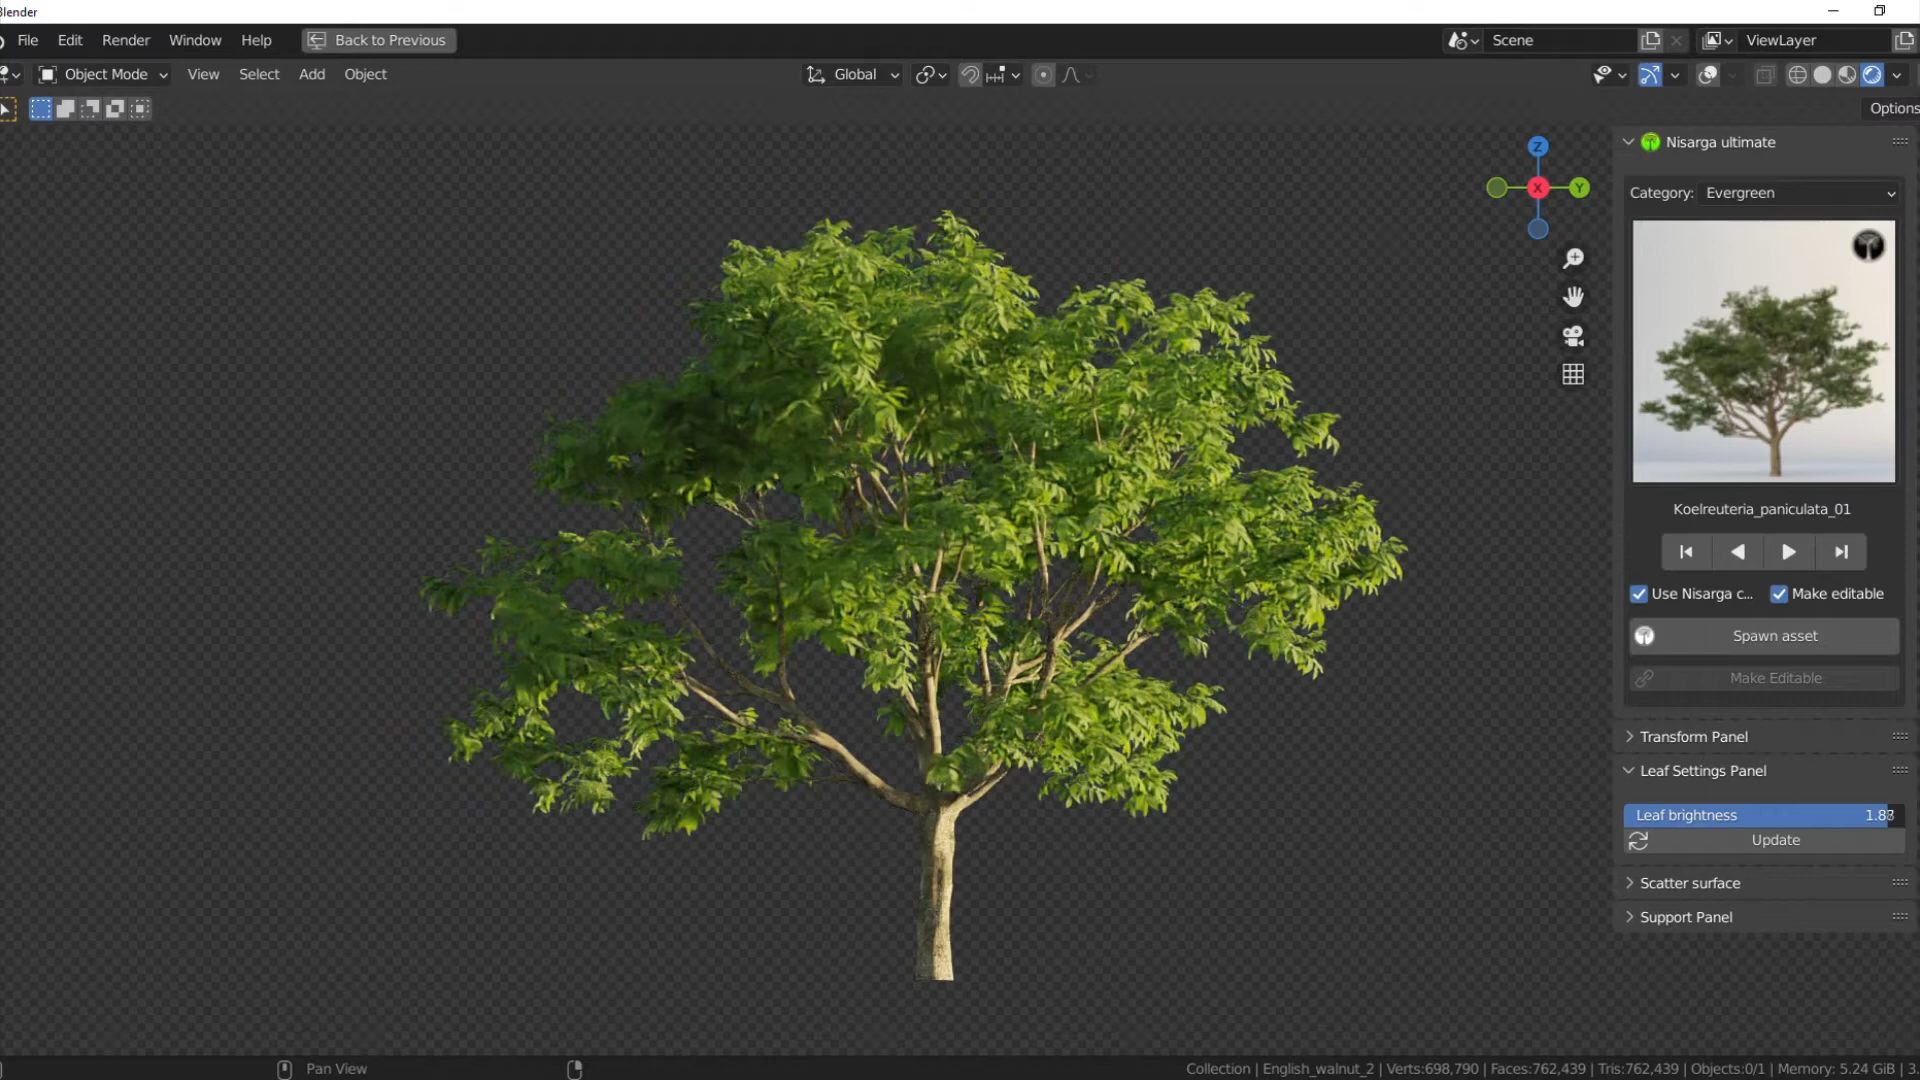 Blender
File Edit Render Window Help Back to Previous Scene ViewLayer
Object Mode View Select Add Object Global
Options
Nisarga ultimate
Category: Evergreen
Z
X Y
Koelreuteria_paniculata_01
Use Nisarga c... Make editable
Spawn asset
Make Editable
Transform Panel
Leaf Settings Panel
Leaf brightness
Update
Scatter surface
Support Panel
Pan View Collection | English_walnut_2 | Verts:698,790 | Faces:762,439 | Tris:762,439 | Objects:0/1 | Memory: 5.24 GiB | 3.